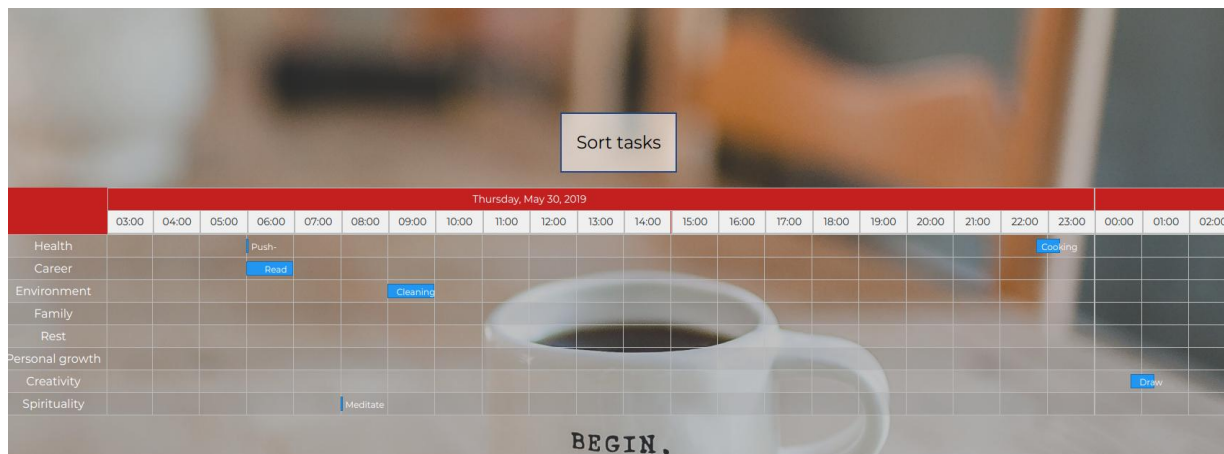 Sort tasks
Thursday, May 30, 2019
03:00 04:00 05:00 06:00 07:00 08:00 09:00 10:00 11:00 12:00 13:00 14:00 15:00 16:00 17:00 18:00 19:00 20:00 21:00 22:00 23:00 00:00 01:00 02:00
Health Push- Cooking
Career Read
Environment Cleaning
Family
Rest
Personal growth
Creativity Draw
Spirituality Meditate
BEGIN.